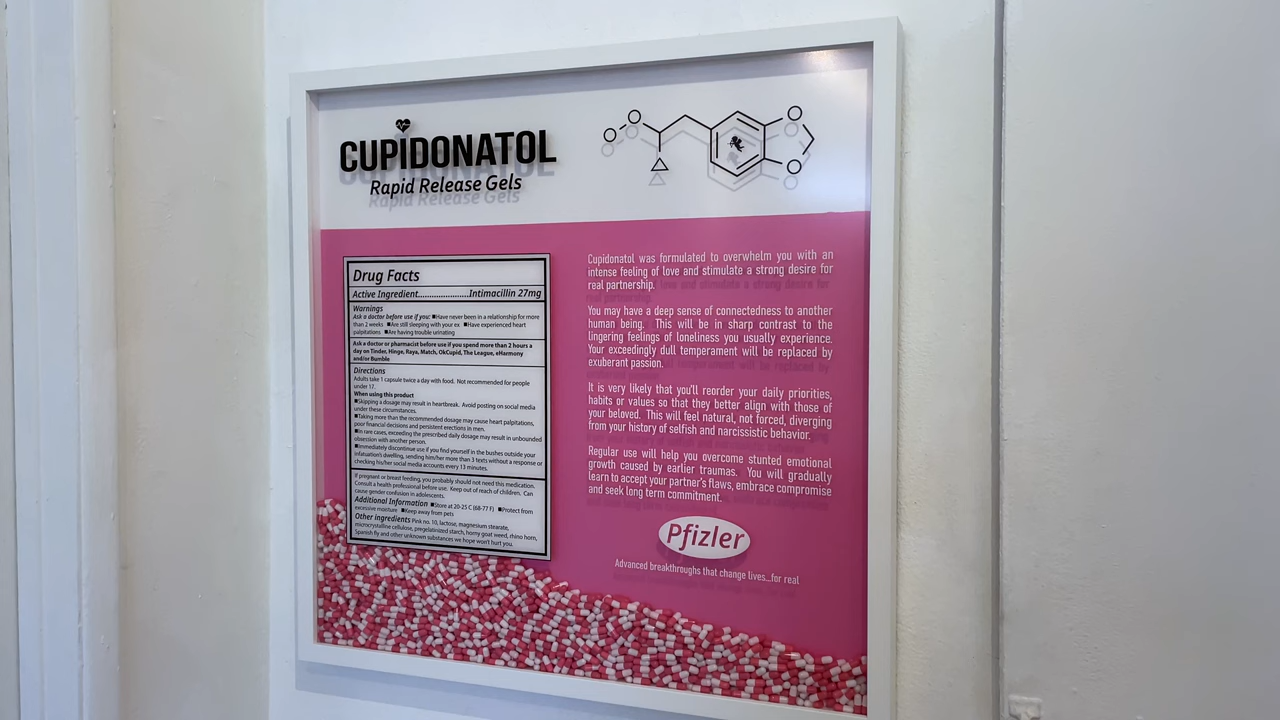 CUPIDONATOL
Rapid Release Gels
Drug Facts
Active Ingredient......................Intimacillin 27mg
Warnings
Ask a doctor before use if you: ■Have never been in a relationship for more
than 2 weeks ■Are still sleeping with your ex ■Have experienced heart
palpitations ■Are having trouble urinating
Ask a doctor or pharmacist before use if you spend more than 2 hours a
day on Tinder, Hinge, Raya, Match, OkCupid, The League, eHarmony
and/or Bumble
Directions
Adults take 1 capsule twice a day with food. Not recommended for people
under 17.
When using this product
■Skipping a dosage may result in heartbreak. Avoid posting on social media
under these circumstances.
■Taking more than the recommended dosage may cause heart palpitations,
poor financial decisions and persistent erections in men.
■In rare cases, exceeding the prescribed daily dosage may result in unbounded
obsession with another person.
■Immediately discontinue use if you find yourself in the bushes outside your
infatuation's dwelling, sending him/her more than 3 texts without a response or
checking his/her social media accounts every 13 minutes.
If pregnant or breast feeding, you probably should not need this medication.
Consult a health professional before use. Keep out of reach of children. Can
cause gender confusion in adolescents.
Additional Information ■Store at 20-25 C (68-77 F) ■Protect from
excessive moisture ■Keep away from pets
Other ingredients Pink no. 10, lactose, magnesium stearate,
microcrystalline cellulose, pregelatinized starch, horny goat weed, rhino horn,
Spanish fly and other unknown substances we hope won't hurt you.
Cupidonatol was formulated to overwhelm you with an
intense feeling of love and stimulate a strong desire for
real partnership.
You may have a deep sense of connectedness to another
human being. This will be in sharp contrast to the
lingering feelings of loneliness you usually experience.
Your exceedingly dull temperament will be replaced by
exuberant passion.
It is very likely that you'll reorder your daily priorities,
habits or values so that they better align with those of
your beloved. This will feel natural, not forced, diverging
from your history of selfish and narcissistic behavior.
Regular use will help you overcome stunted emotional
growth caused by earlier traumas. You will gradually
learn to accept your partner's flaws, embrace compromise
and seek long term commitment.
Pfizler
Advanced breakthroughs that change lives...for real